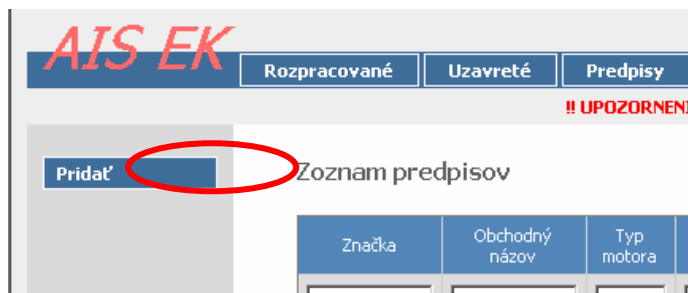 AIS EK
Rozpracované Uzavreté Predpisy
!! UPOZORNENI
Pridať
Zoznam predpisov
Značka Obchodný názov Typ motora